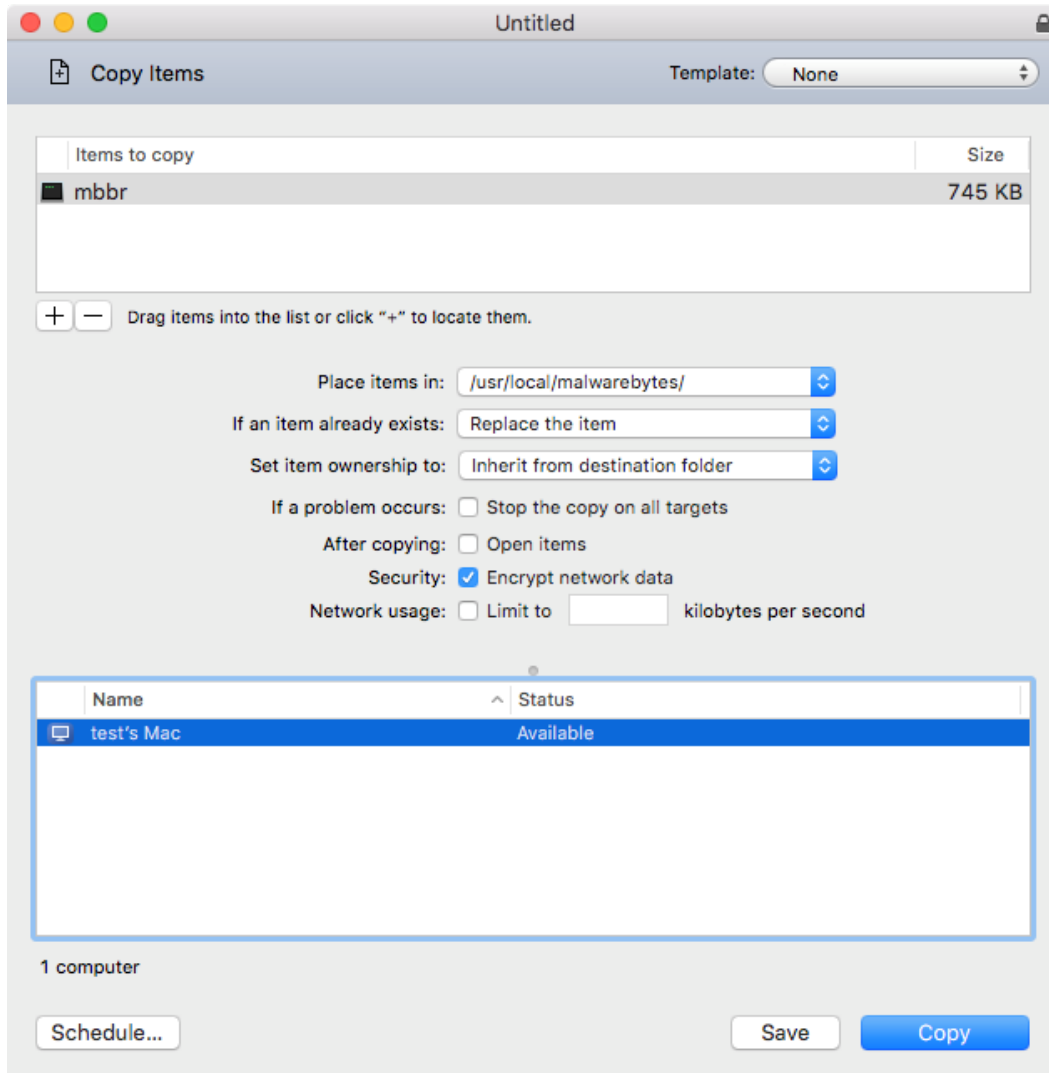 Untitled
Copy Items Template: None
Items to copy Size
mbbr 745 KB
+ − Drag items into the list or click “+” to locate them.
Place items in: /usr/local/malwarebytes/
If an item already exists: Replace the item
Set item ownership to: Inherit from destination folder
If a problem occurs: Stop the copy on all targets
After copying: Open items
Security: Encrypt network data
Network usage: Limit to kilobytes per second
Name Status
test’s Mac Available
1 computer
Schedule... Save Copy